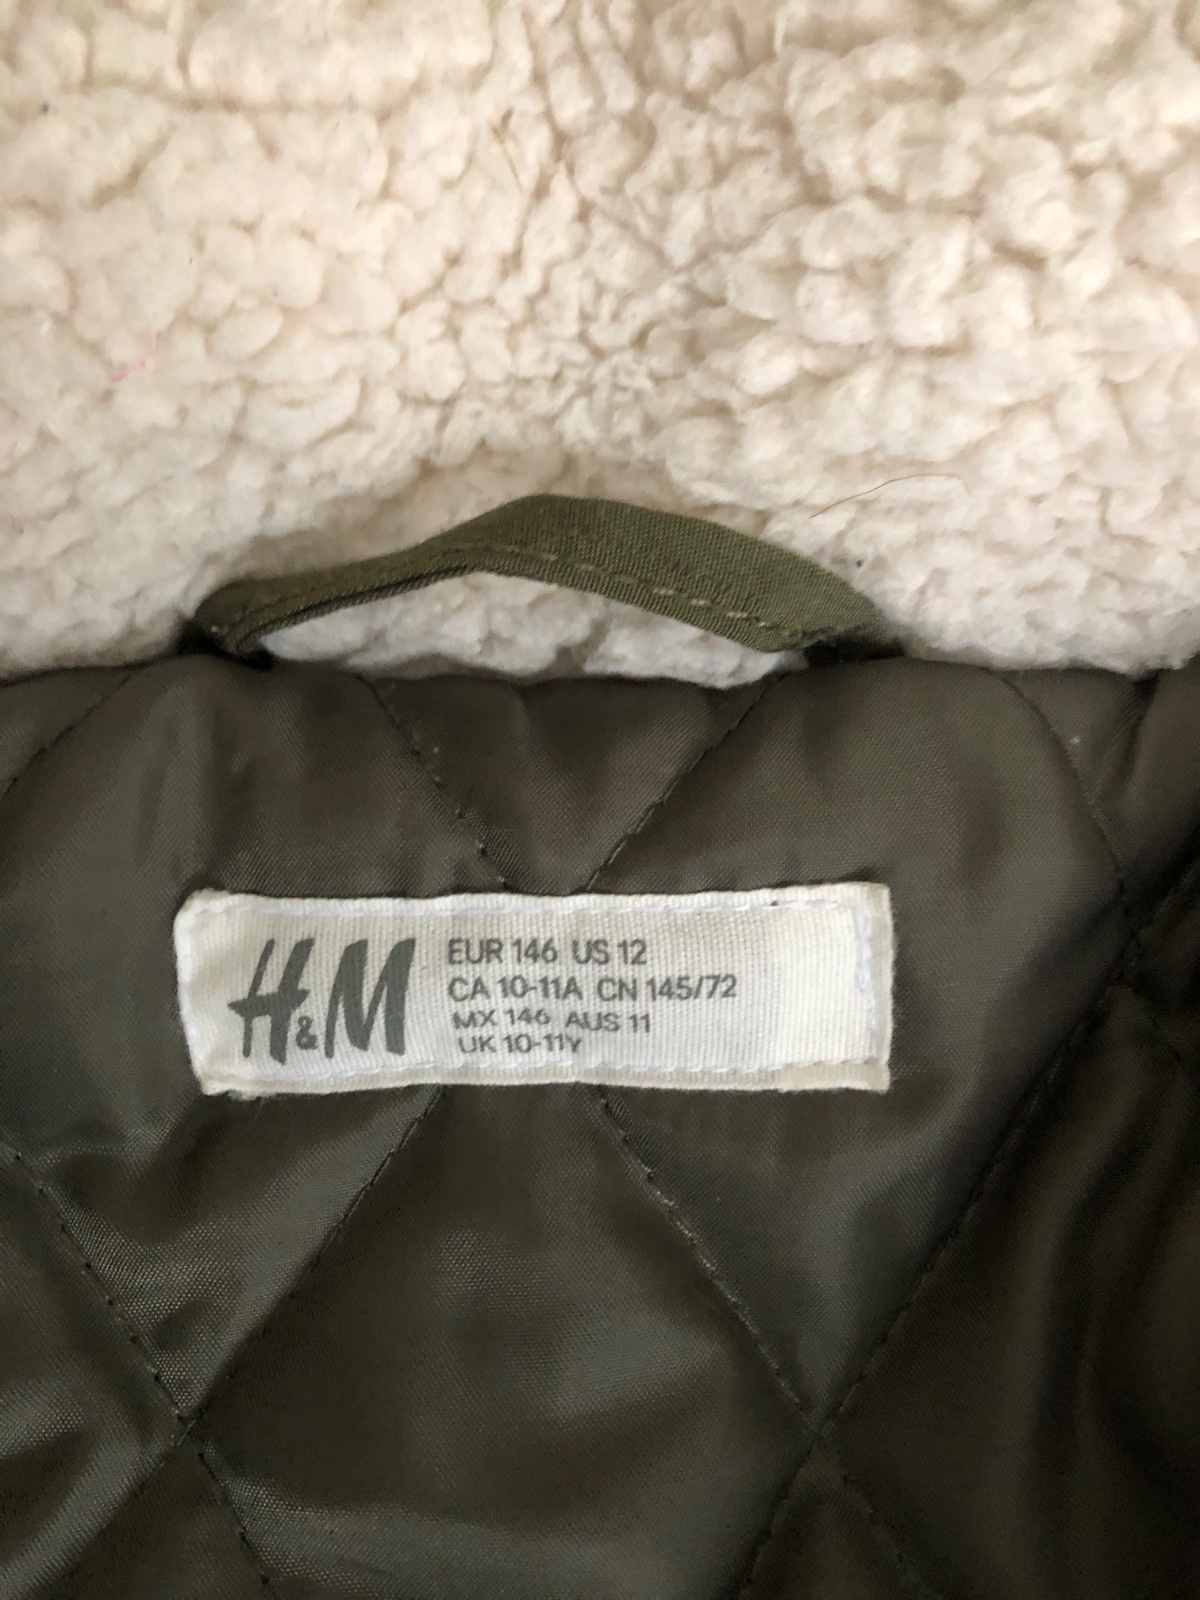 H&M
EUR 146 US 12
CA 10-11A CN 145/72
MX 146 AUS 11
UK 10-11Y